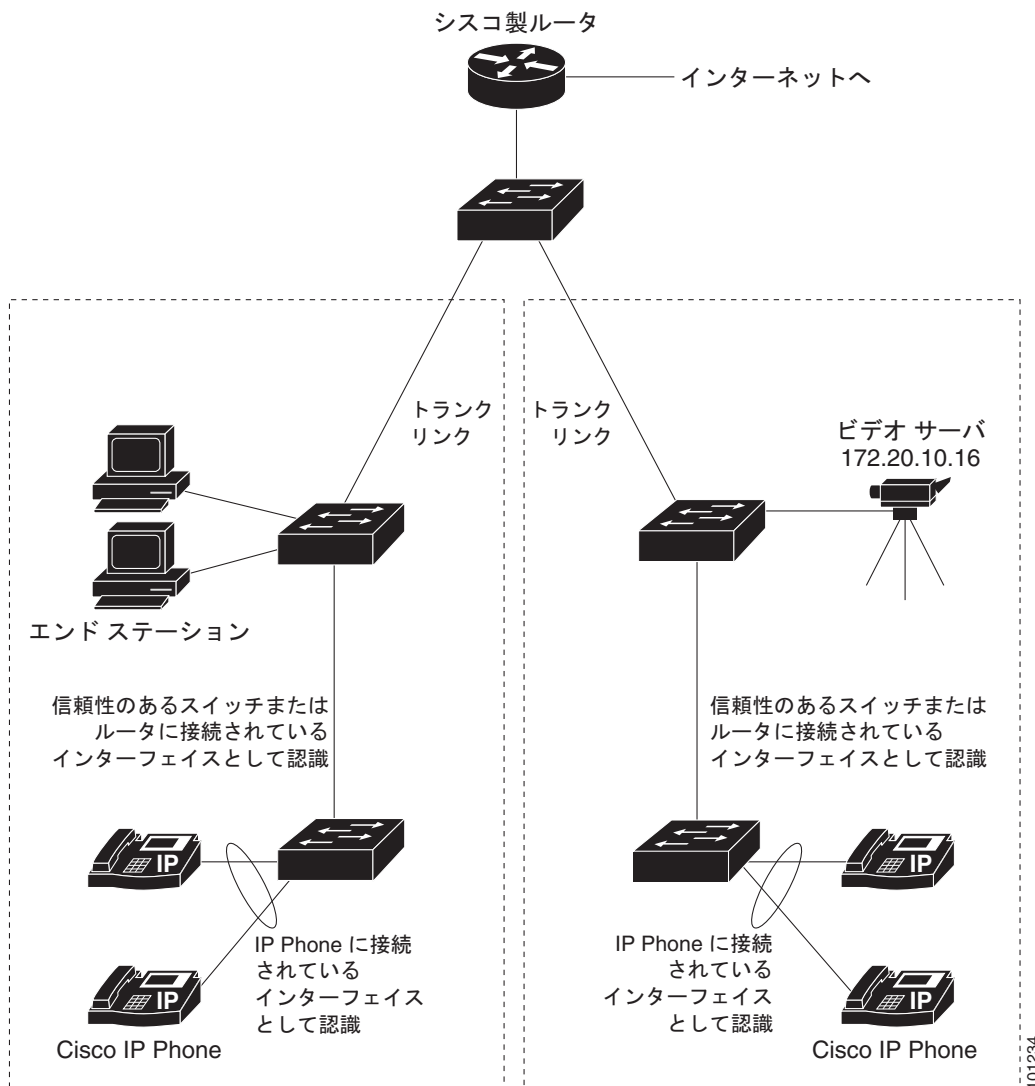 シスコ製ルータ
インターネットへ
トランク
リンク
トランク
リンク
ビデオ サーバ
172.20.10.16
エンド ステーション
信頼性のあるスイッチまたは
ルータに接続されている
インターフェイスとして認識
信頼性のあるスイッチまたは
ルータに接続されている
インターフェイスとして認識
IP
IP
IP Phone に接続
されている
インターフェイス
として認識
IP Phone に接続
されている
インターフェイス
として認識
IP
IP
Cisco IP Phone
Cisco IP Phone
101234